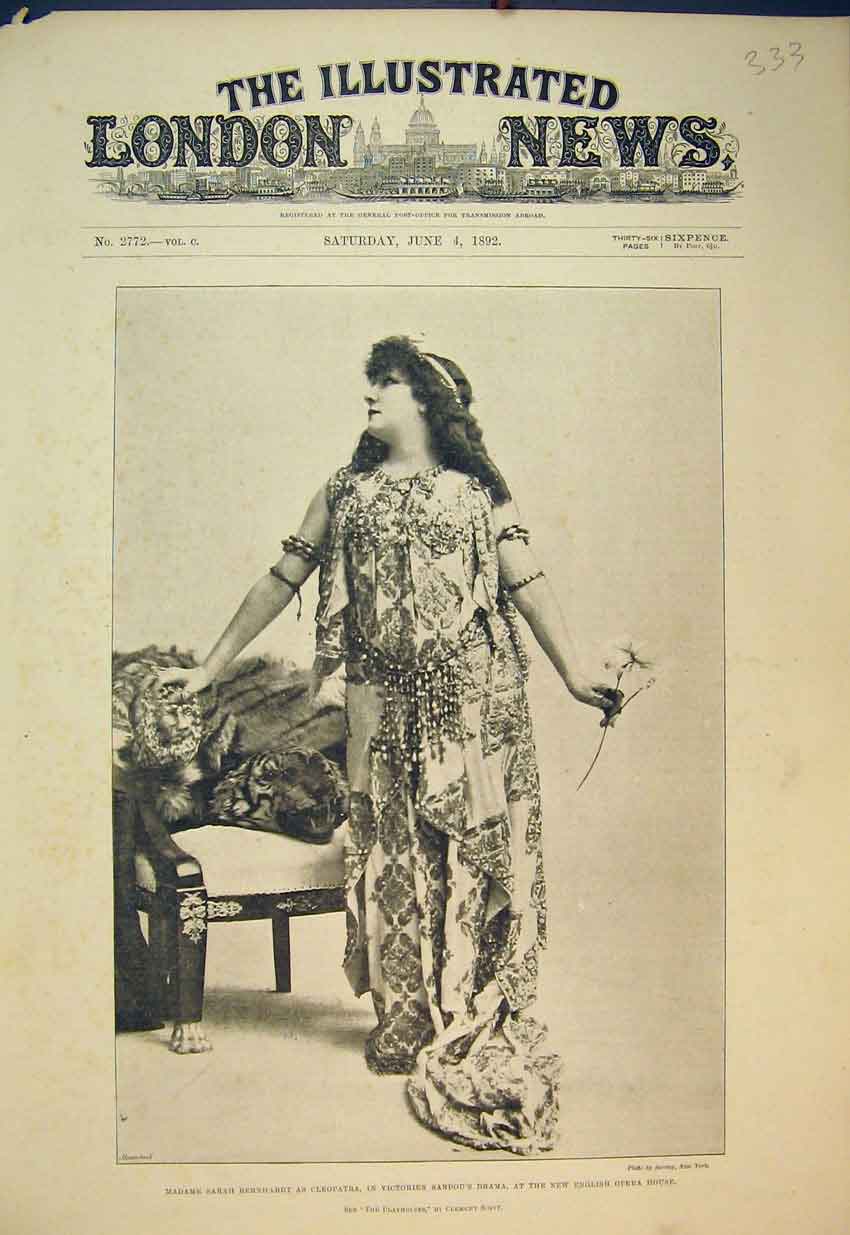 333
THE ILLUSTRATED
LONDON NEWS.
REGISTERED AT THE GENERAL POST-OFFICE FOR TRANSMISSION ABROAD.
No. 2772.—VOL. C.
SATURDAY, JUNE 4, 1892.
THIRTY-SIX PAGES
SIXPENCE.
By Post, 6½D.
Photo by Sarony, New York.
MADAME SARAH BERNHARDT AS CLEOPATRA, IN VICTORIEN SARDOU'S DRAMA, AT THE NEW ENGLISH OPERA HOUSE.
SEE "THE PLAYHOUSES," BY CLEMENT SCOTT.